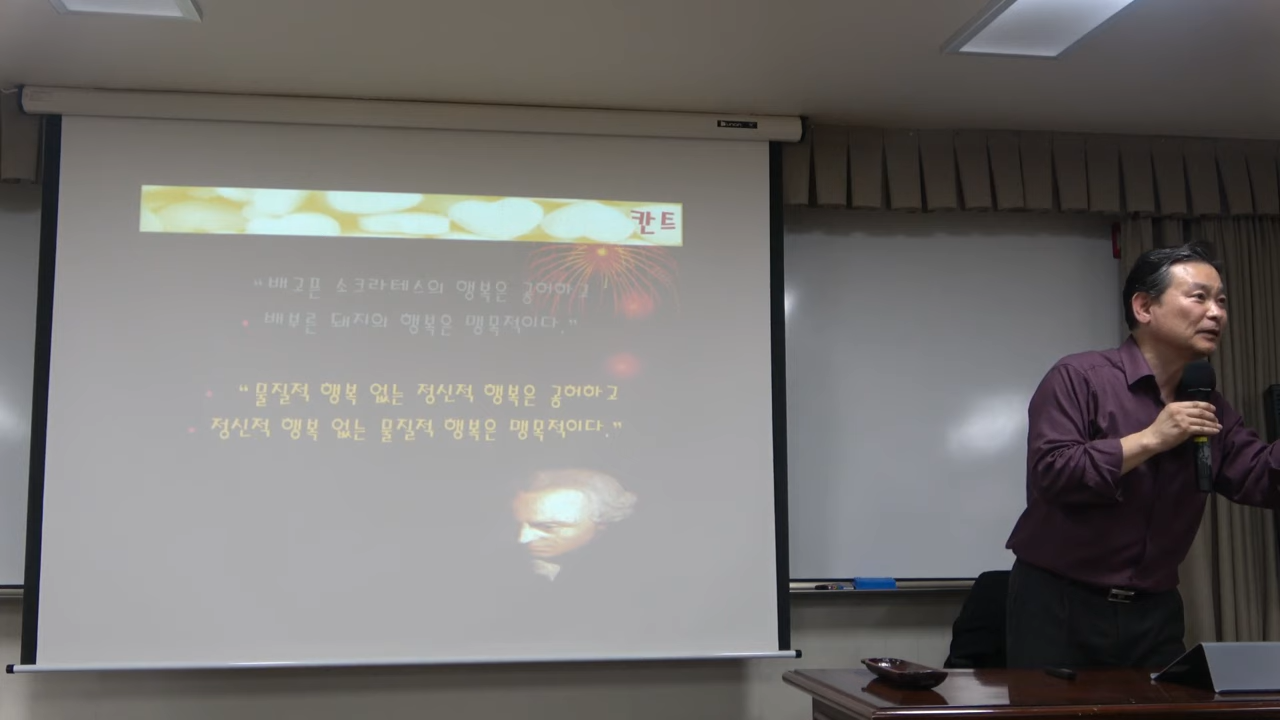 칸트
“배고픈 소크라테스의 행복은 공허하고
배부른 돼지의 행복은 맹목적이다.”
“물질적 행복 없는 정신적 행복은 공허하고
정신적 행복 없는 물질적 행복은 맹목적이다.”